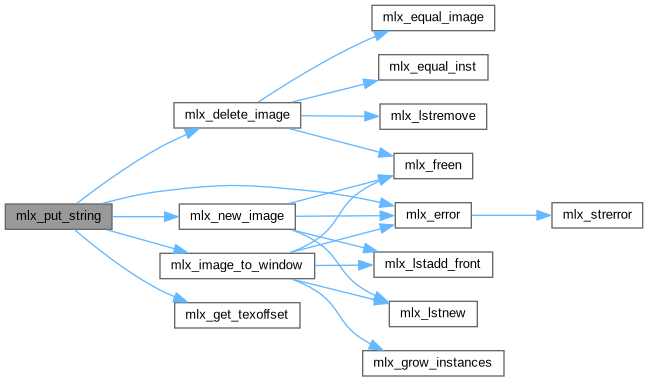 mlx_equal_image
mlx_equal_inst
mlx_delete_image
mlx_lstremove
mlx_freen
mlx_put_string
mlx_new_image
mlx_error
mlx_strerror
mlx_image_to_window
mlx_lstadd_front
mlx_get_texoffset
mlx_lstnew
mlx_grow_instances